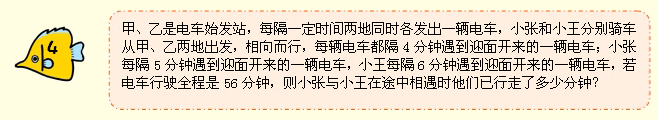 4
甲、乙是电车始发站，每隔一定时间两地同时各发出一辆电车，小张和小王分别骑车
从甲、乙两地出发，相向而行，每辆电车都隔 4 分钟遇到迎面开来的一辆电车；小张
每隔 5 分钟遇到迎面开来的一辆电车，小王每隔 6 分钟遇到迎面开来的一辆电车，若
电车行驶全程是 56 分钟，则小张与小王在途中相遇时他们已行走了多少分钟？